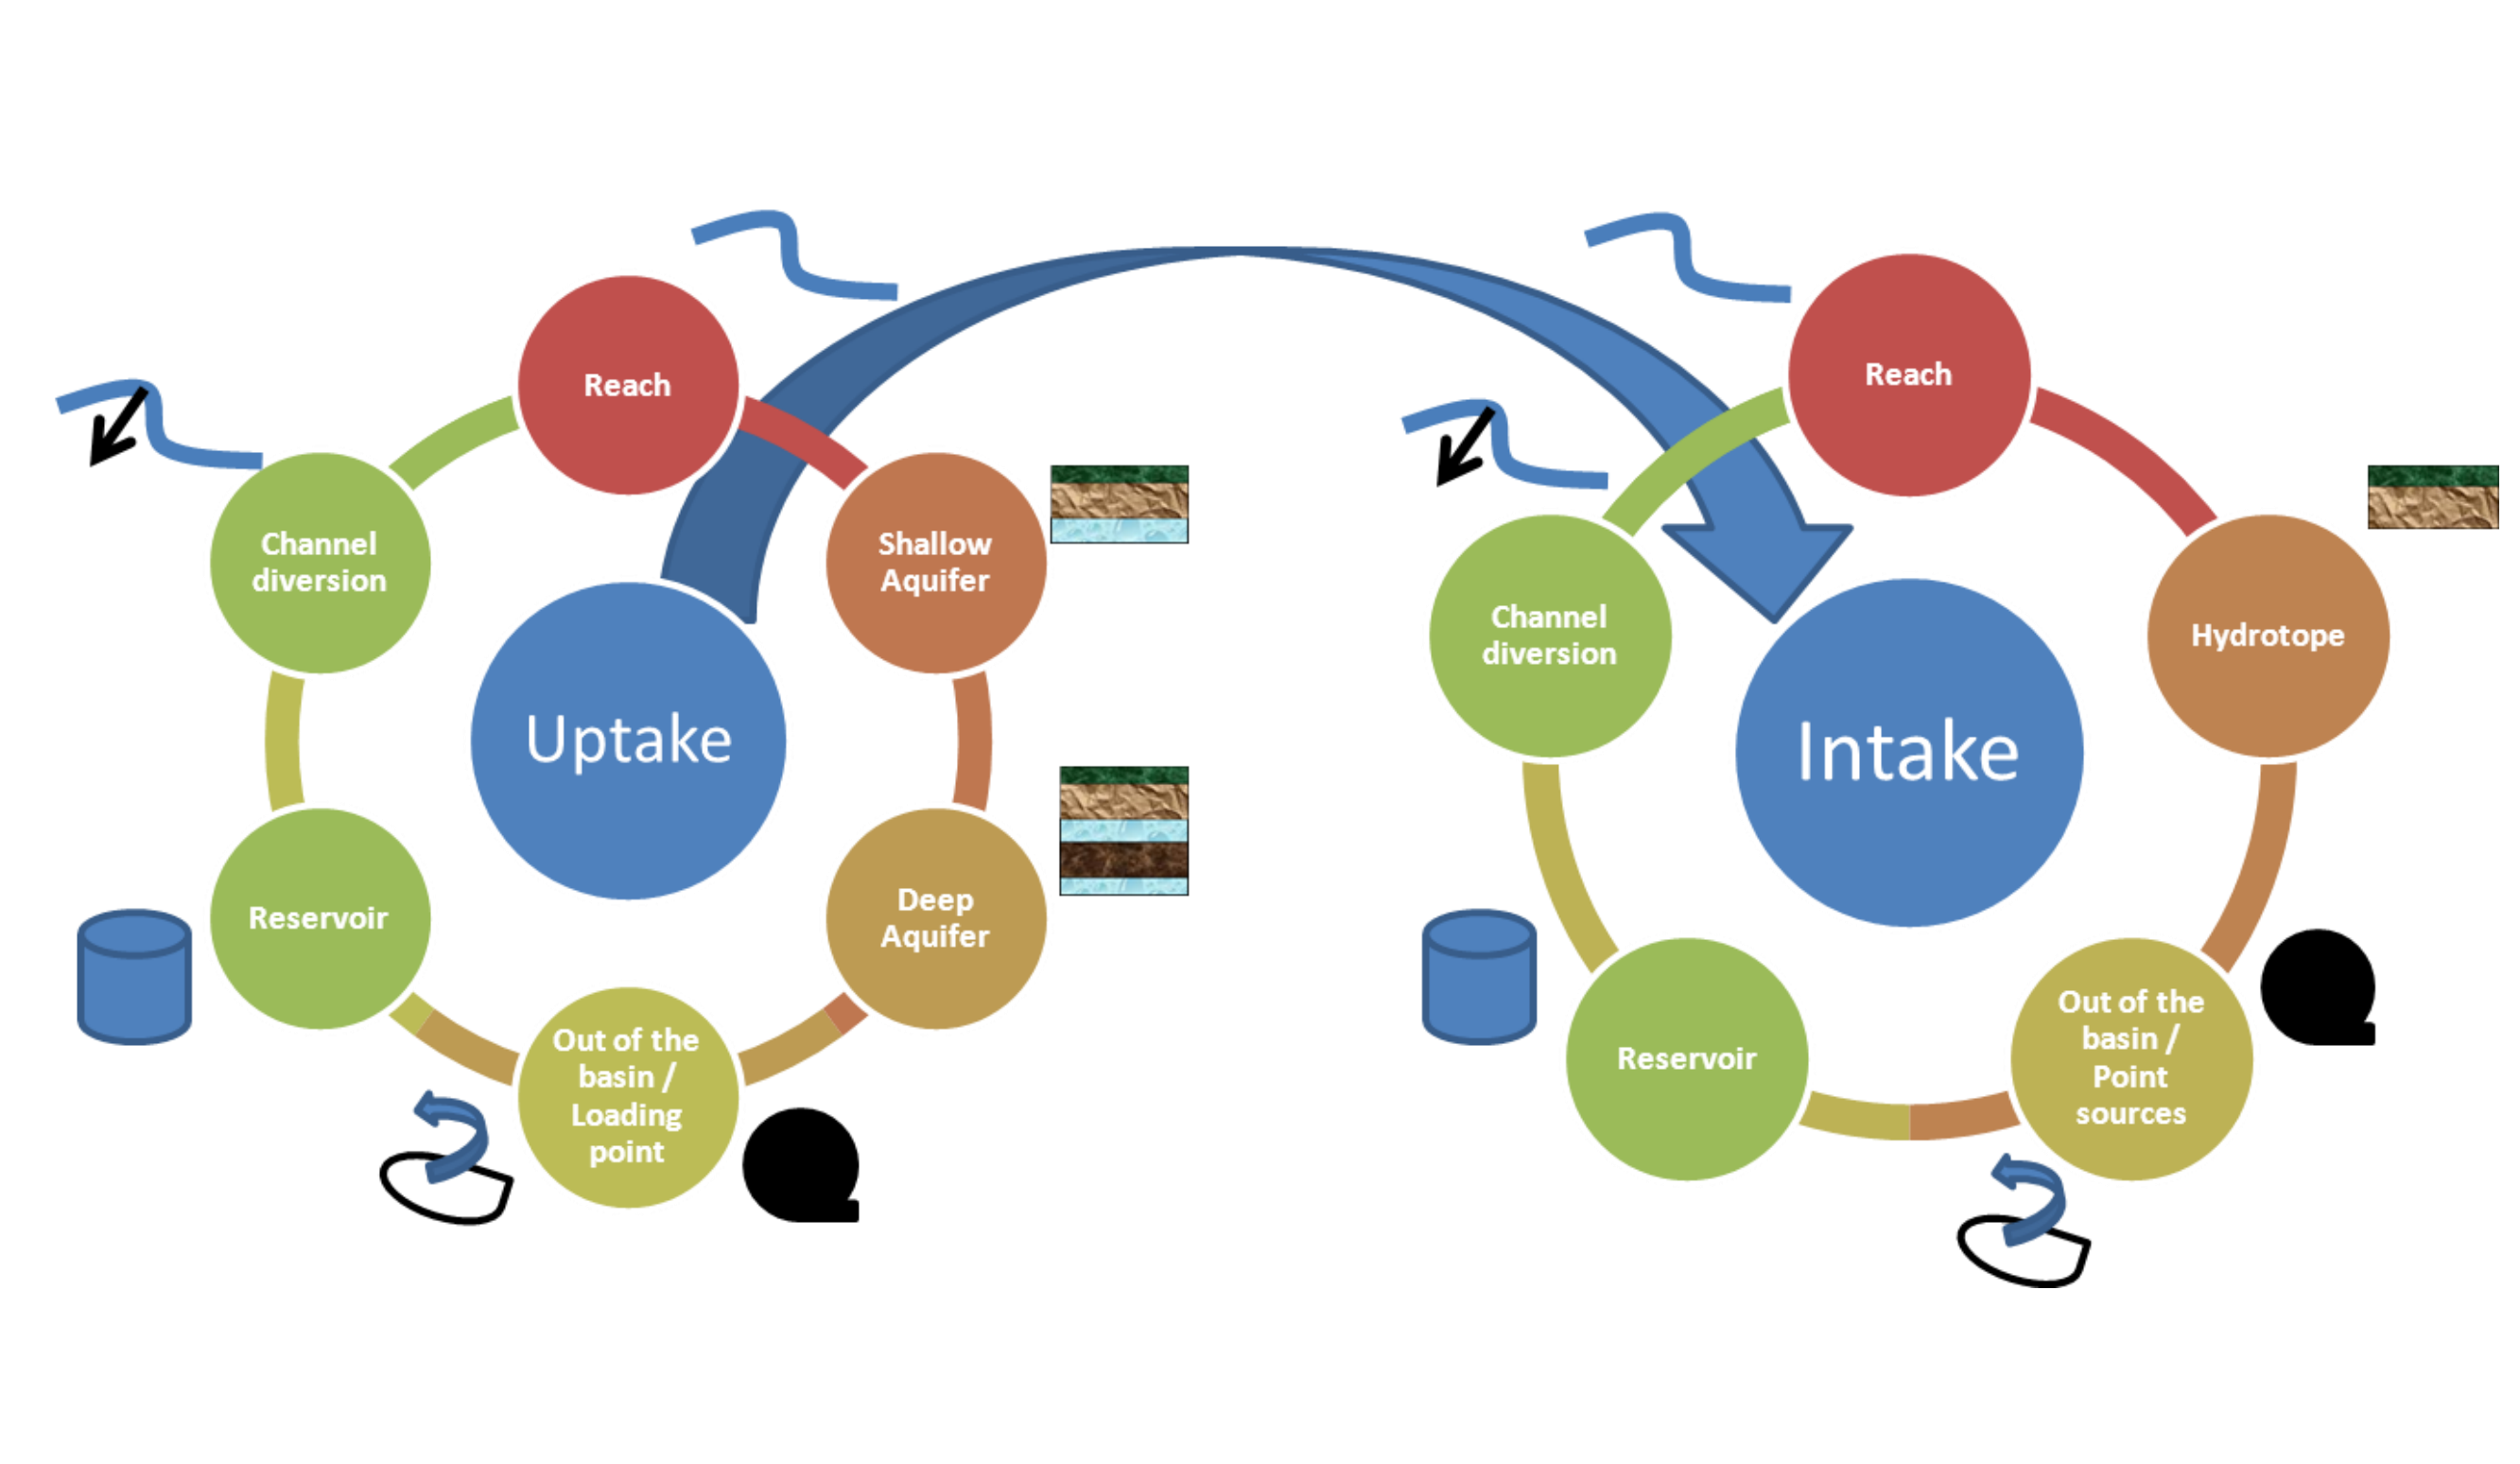 Reach
Shallow
Aquifer
Deep
Aquifer
Out of the
basin /
Loading
point
Reservoir
Channel
diversion
Uptake
Reach
Hydrotope
Out of the
basin /
Point
sources
Reservoir
Channel
diversion
Intake